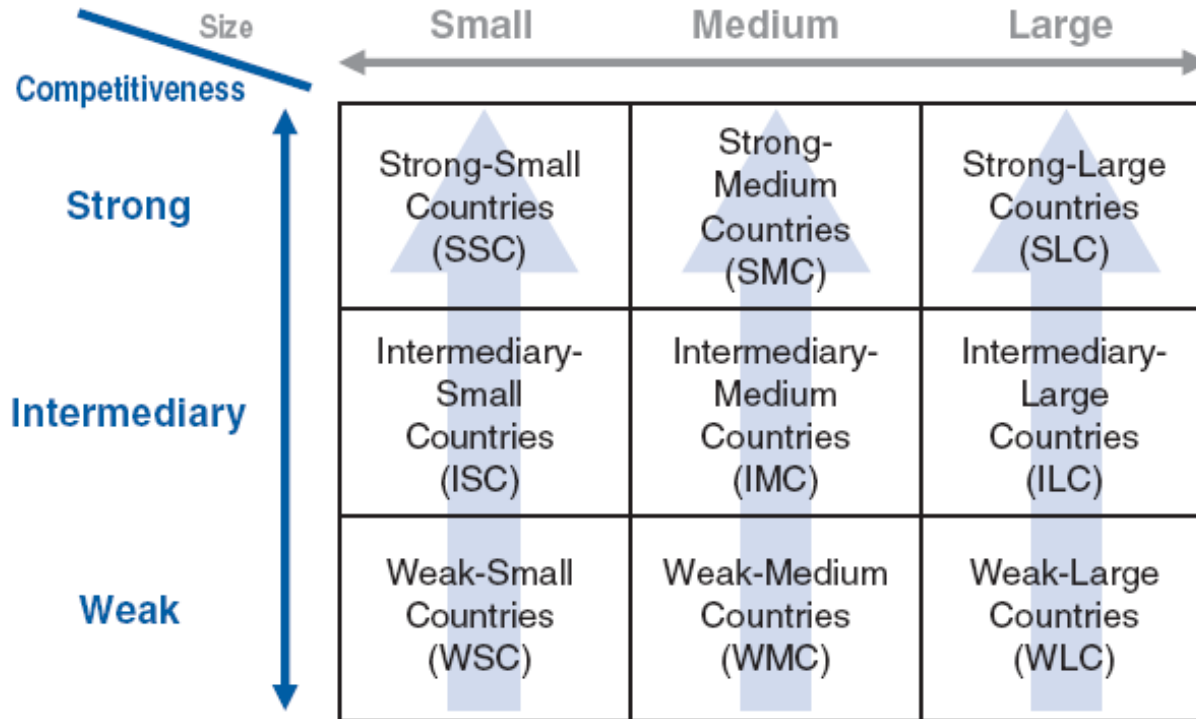 Size
Small
Medium
Large
Competitiveness
Strong
Strong-Small
Countries
(SSC)
Strong-
Medium
Countries
(SMC)
Strong-Large
Countries
(SLC)
Intermediary
Intermediary-
Small
Countries
(ISC)
Intermediary-
Medium
Countries
(IMC)
Intermediary-
Large
Countries
(ILC)
Weak
Weak-Small
Countries
(WSC)
Weak-Medium
Countries
(WMC)
Weak-Large
Countries
(WLC)